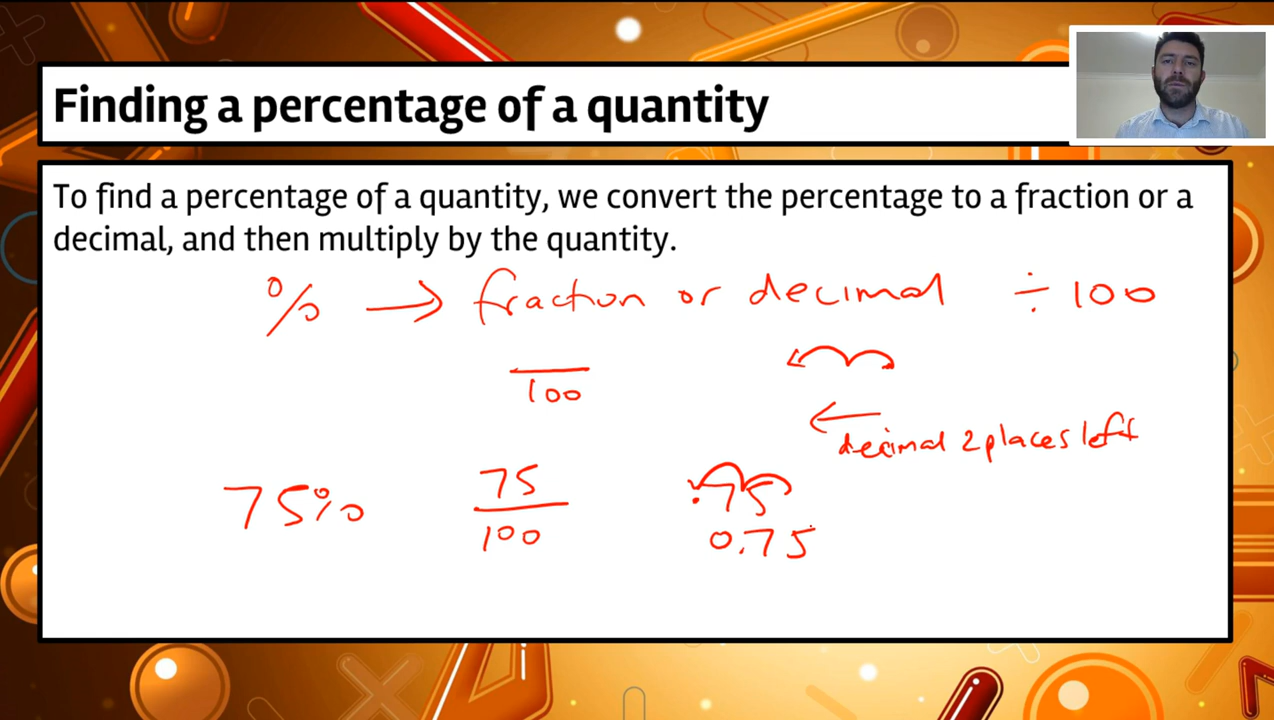 Finding a percentage of a quantity
To find a percentage of a quantity, we convert the percentage to a fraction or a
decimal, and then multiply by the quantity.
% → fraction or decimal ÷ 100
100
decimal 2 places left
75% 75 .75
100 0.75